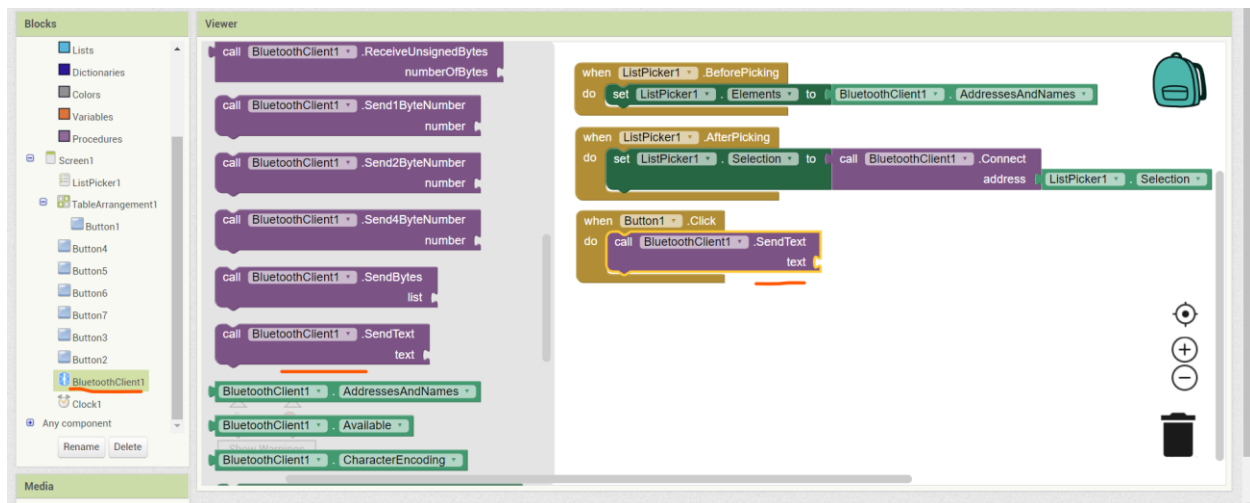 Blocks
Lists
Dictionaries
Colors
Variables
Procedures
Screen1
ListPicker1
TableArrangement1
Button1
Button4
Button5
Button6
Button7
Button3
Button2
BluetoothClient1
Clock1
Any component
Rename Delete
Media
Viewer
call BluetoothClient1 .ReceiveUnsignedBytes
numberOfBytes
call BluetoothClient1 .Send1ByteNumber
number
call BluetoothClient1 .Send2ByteNumber
number
call BluetoothClient1 .Send4ByteNumber
number
call BluetoothClient1 .SendBytes
list
call BluetoothClient1 .SendText
text
BluetoothClient1 . AddressesAndNames
BluetoothClient1 . Available
Show Warnings
BluetoothClient1 . CharacterEncoding
when ListPicker1 .BeforePicking
do set ListPicker1 . Elements to BluetoothClient1 . AddressesAndNames
when ListPicker1 .AfterPicking
do set ListPicker1 . Selection to call BluetoothClient1 .Connect
address ListPicker1 . Selection
when Button1 .Click
do call BluetoothClient1 .SendText
text